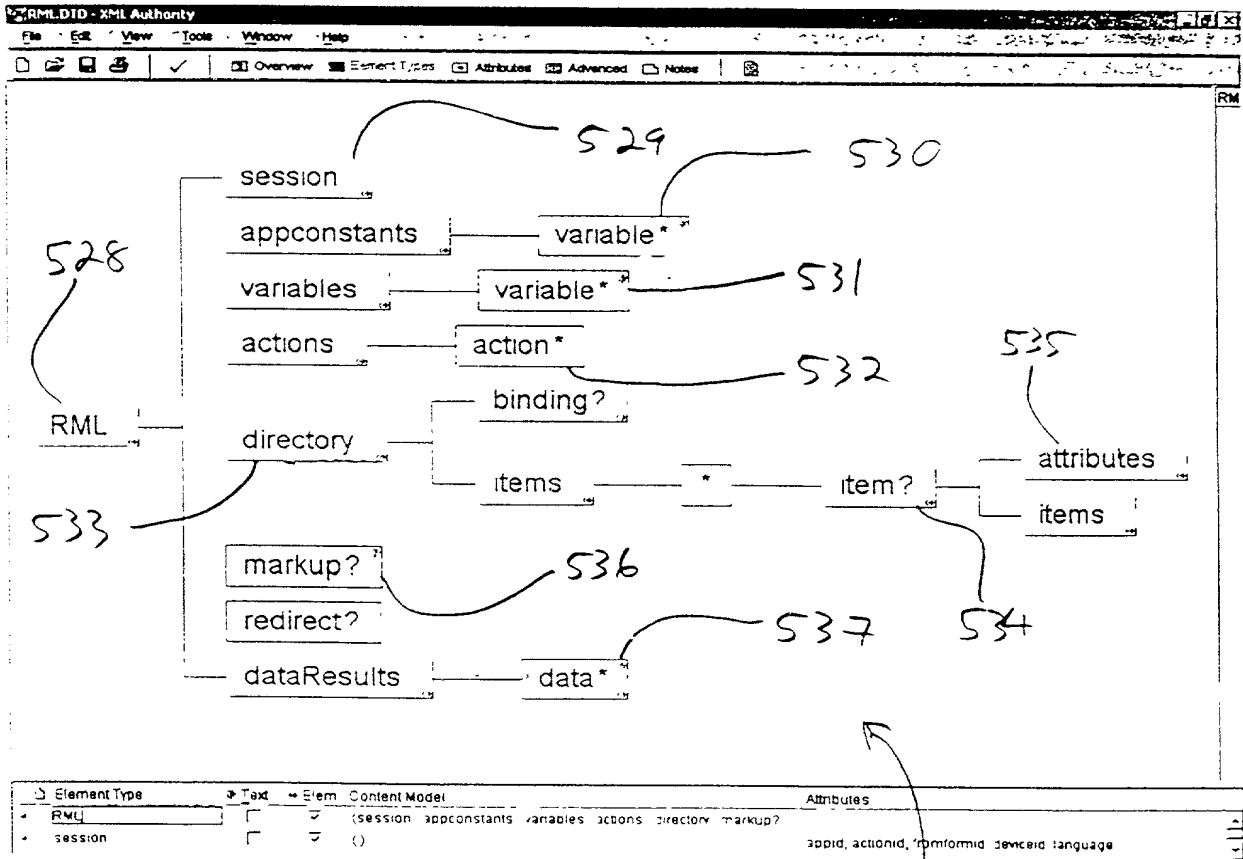 RML.DTD - XML Authority
File Edit View Tools Window Help
Overview Element Types Attributes Advanced Notes
RM
529
530
session
appconstants variable*
528
variables variable* 531
actions action*
532
535
binding?
RML
directory
attributes
items * item?
items
533
markup? 536
redirect?
537 534
dataResults data*
Element Type Text Elem Content Model Attributes
RML (session appconstants variables actions directory markup?
session () appid, actionid, fromformid deviceid language